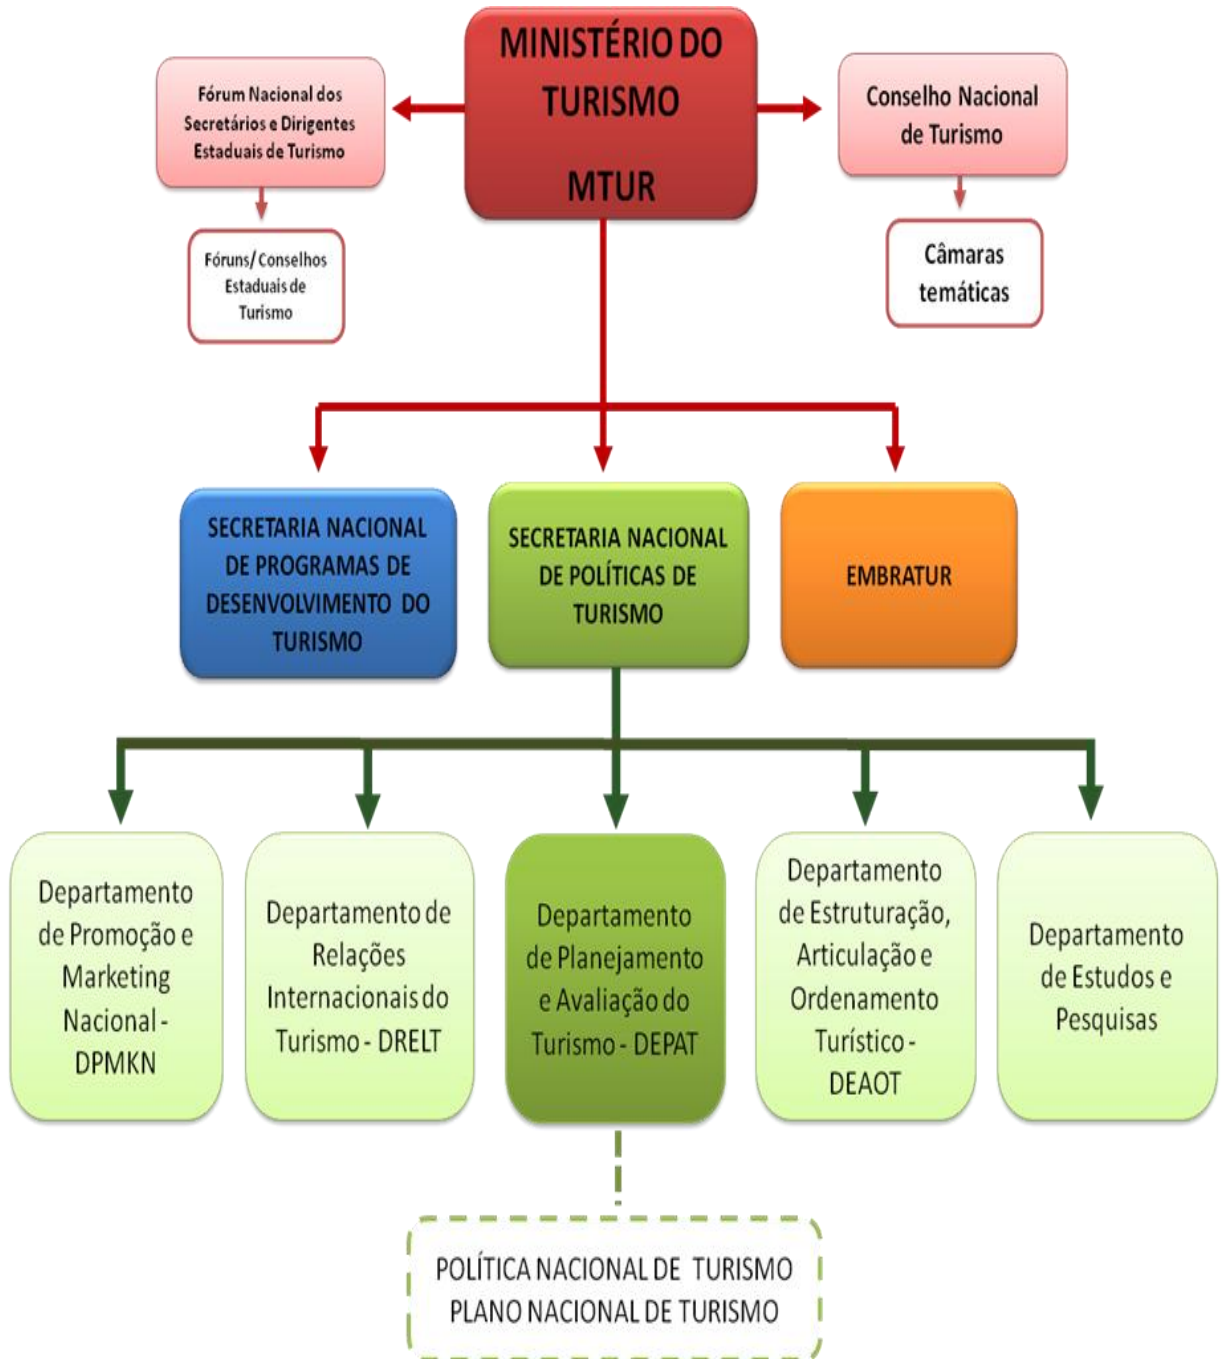 MINISTÉRIO DO
TURISMO
MTUR
Fórum Nacional dos
Secretários e Dirigentes
Estaduais de Turismo
Conselho Nacional
de Turismo
Fóruns/ Conselhos
Estaduais de
Turismo
Câmaras
temáticas
SECRETARIA NACIONAL
DE PROGRAMAS DE
DESENVOLVIMENTO DO
TURISMO
SECRETARIA NACIONAL
DE POLÍTICAS DE
TURISMO
EMBRATUR
Departamento
de Promoção e
Marketing
Nacional -
DPMKN
Departamento de
Relações
Internacionais do
Turismo - DRELT
Departamento
de Planejamento
e Avaliação do
Turismo - DEPAT
Departamento
de Estruturação,
Articulação e
Ordenamento
Turístico -
DEAOT
Departamento
de Estudos e
Pesquisas
POLÍTICA NACIONAL DE TURISMO
PLANO NACIONAL DE TURISMO